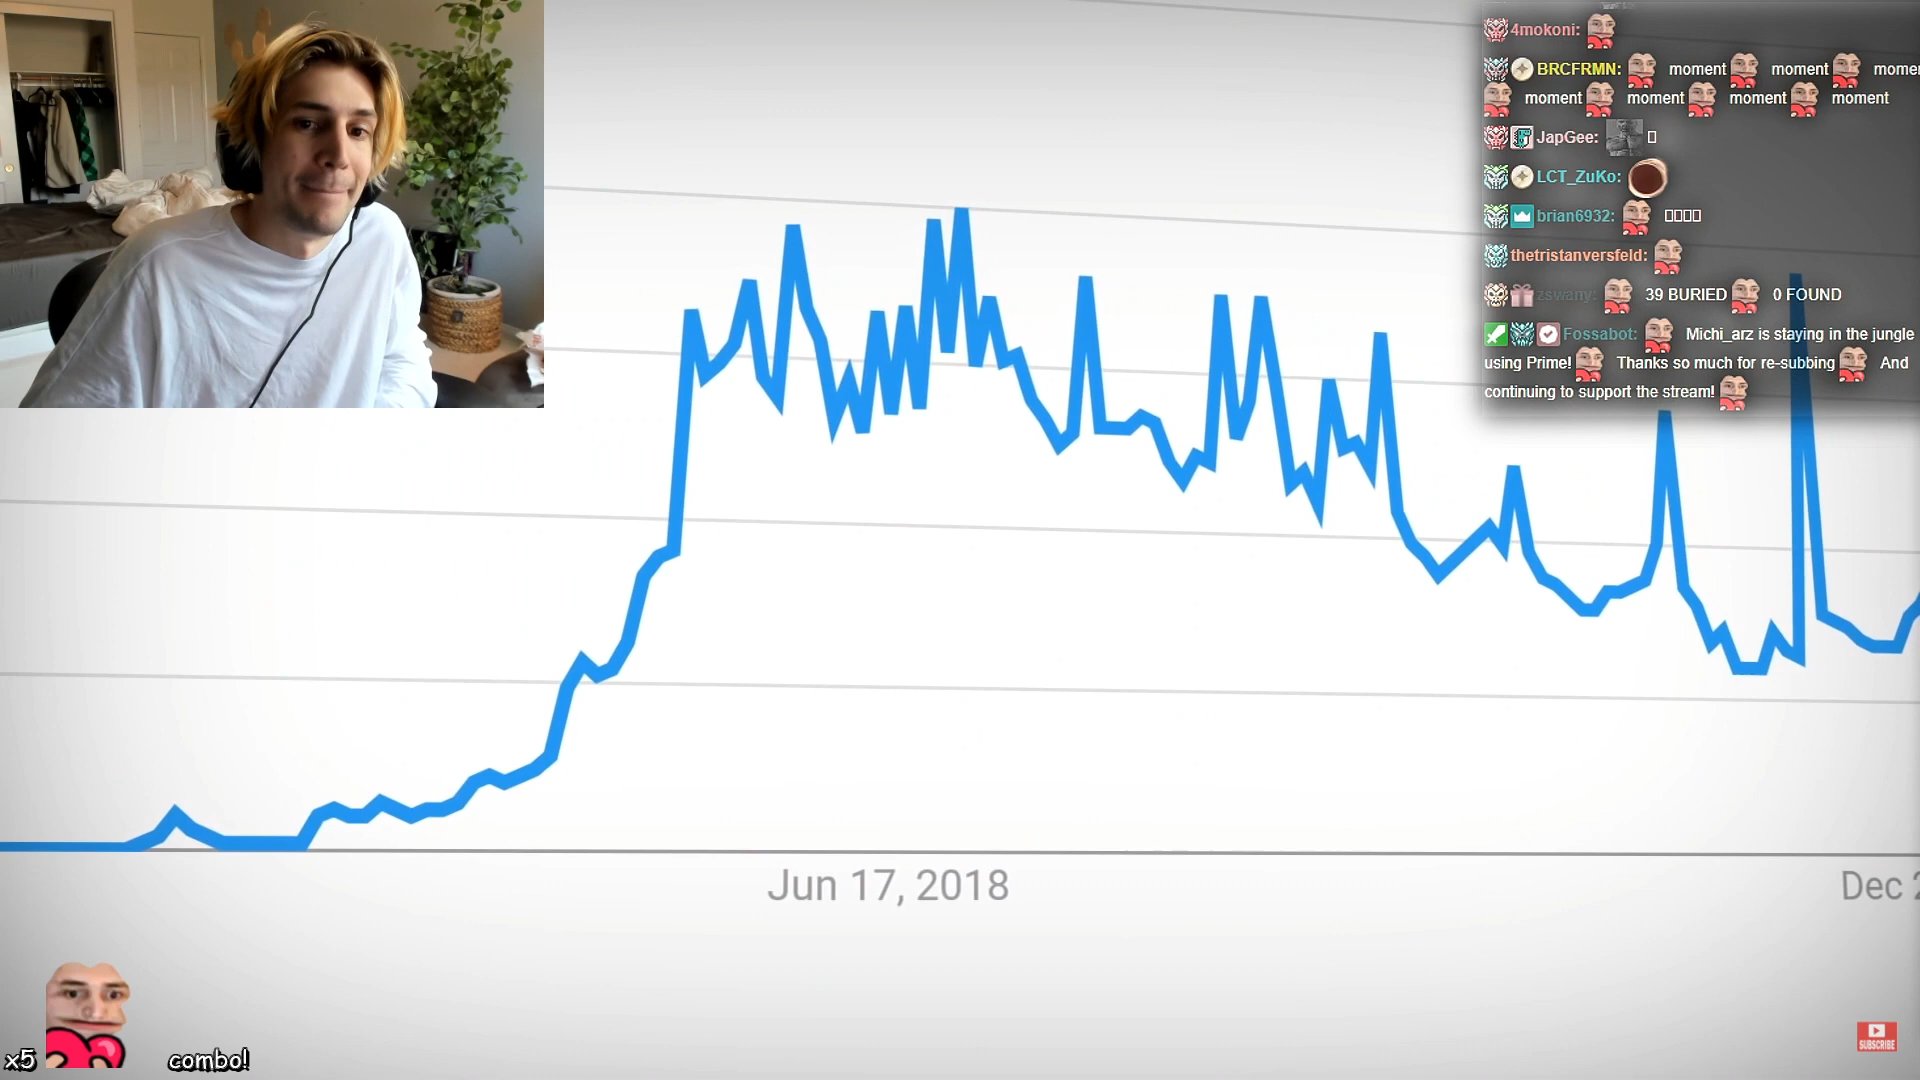 4mokoni:
BRCFRMN: moment moment mome
moment moment moment moment
JapGee:
LCT_ZuKo:
brian6932:
thetristanversfeld:
zswany: 39 BURIED 0 FOUND
Fossabot: Michi_arz is staying in the jungle
using Prime! Thanks so much for re-subbing And
continuing to support the stream!
Jun 17, 2018
Dec 2
x5 combo!
SUBSCRIBE